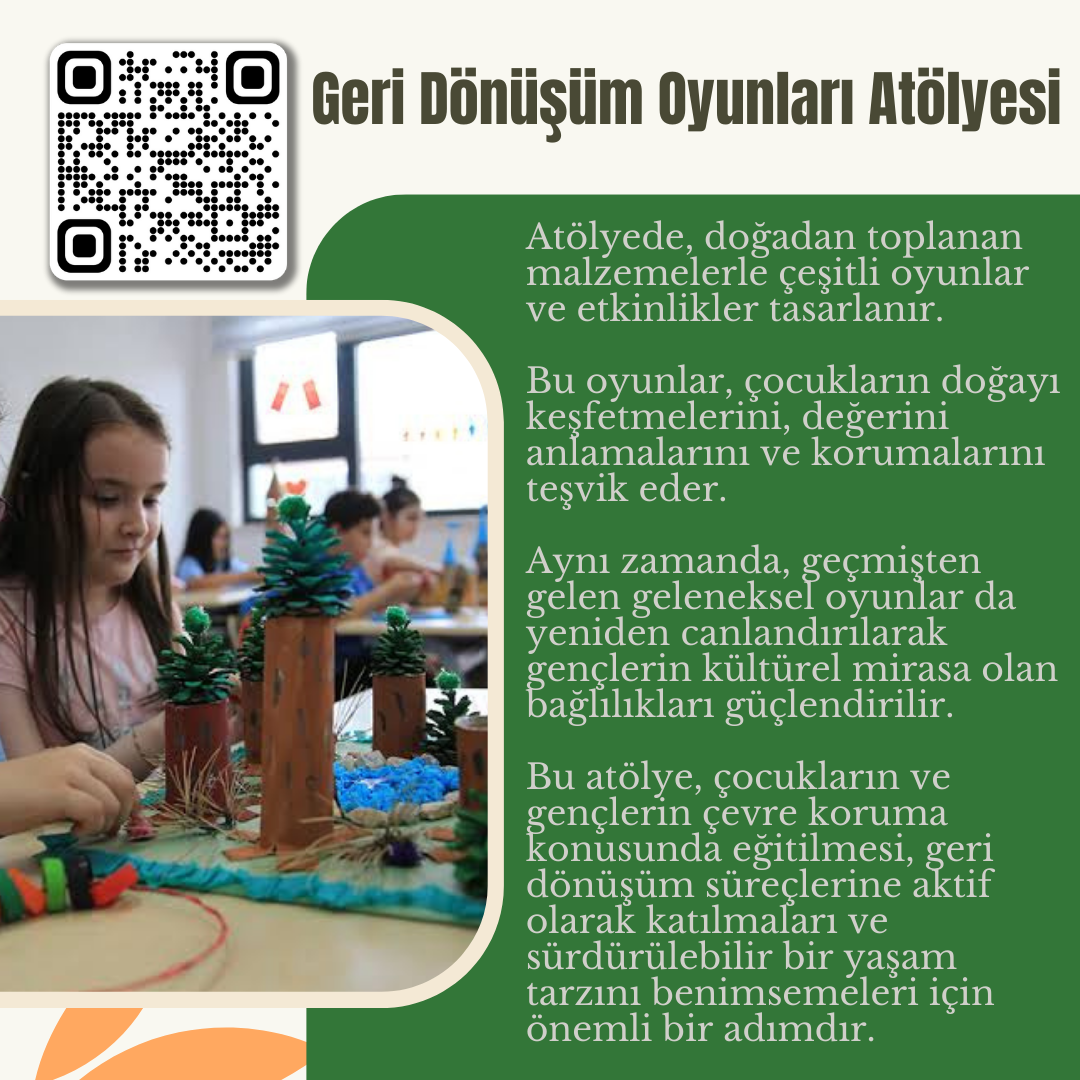 Geri Dönüşüm Oyunları Atölyesi
Atölyede, doğadan toplanan
malzemelerle çeşitli oyunlar
ve etkinlikler tasarlanır.
Bu oyunlar, çocukların doğayı
keşfetmelerini, değerini
anlamalarını ve korumalarını
teşvik eder.
Aynı zamanda, geçmişten
gelen geleneksel oyunlar da
yeniden canlandırılarak
gençlerin kültürel mirasa olan
bağlılıkları güçlendirilir.
Bu atölye, çocukların ve
gençlerin çevre koruma
konusunda eğitilmesi, geri
dönüşüm süreçlerine aktif
olarak katılmaları ve
sürdürülebilir bir yaşam
tarzını benimsemeleri için
önemli bir adımdır.